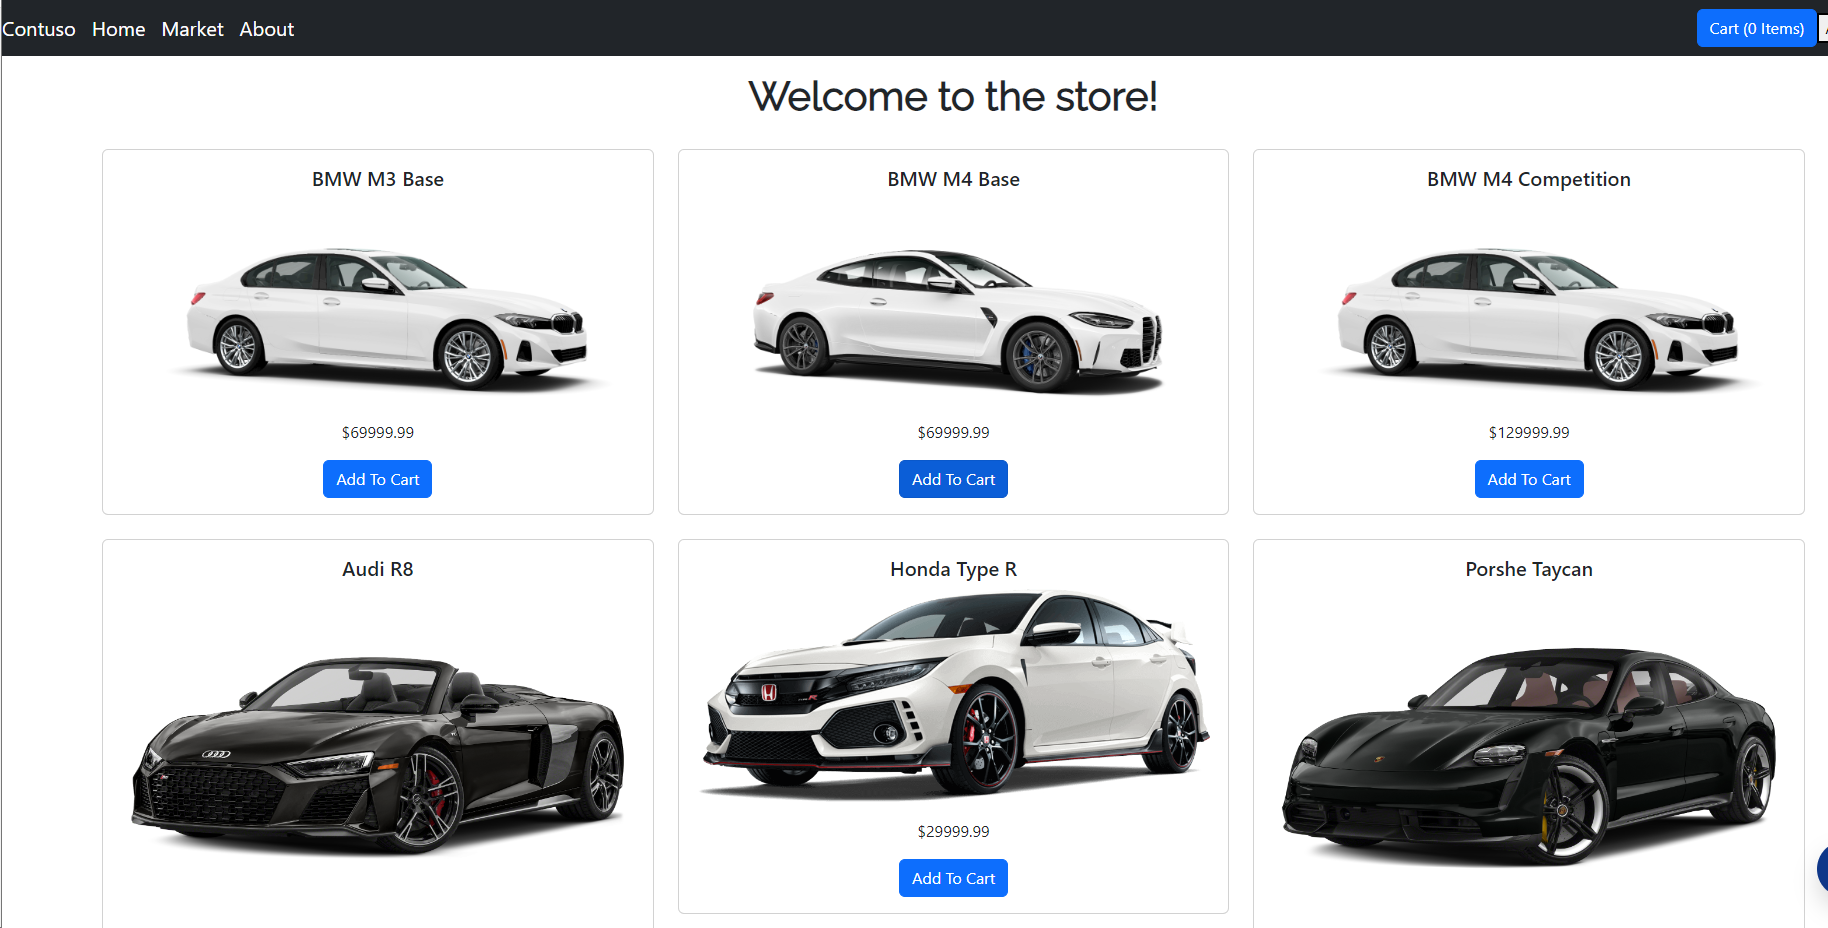 Contuso Home Market About Cart (0 Items)
Welcome to the store!
BMW M3 Base
BMW M4 Base
BMW M4 Competition
$69999.99
$69999.99
$129999.99
Add To Cart
Add To Cart
Add To Cart
Audi R8
Honda Type R
Porshe Taycan
$29999.99
Add To Cart